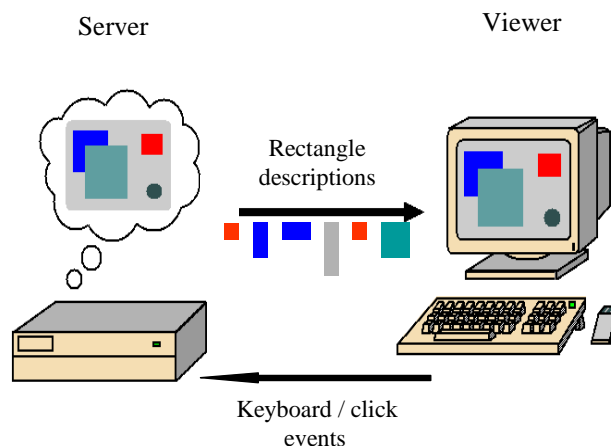 Server
Viewer
Rectangle
descriptions
Keyboard / click
events